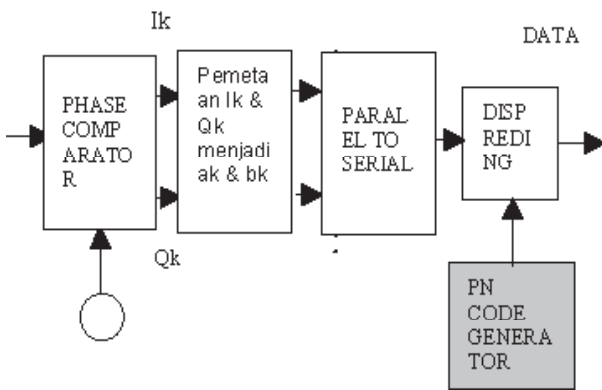 Ik
DATA
PHASE
COMP
ARATO
R
Pemeta
an Ik &
Qk
menjadi
ak & bk
PARAL
EL TO
SERIAL
DISP
REDI
NG
Qk
PN
CODE
GENERA
TOR